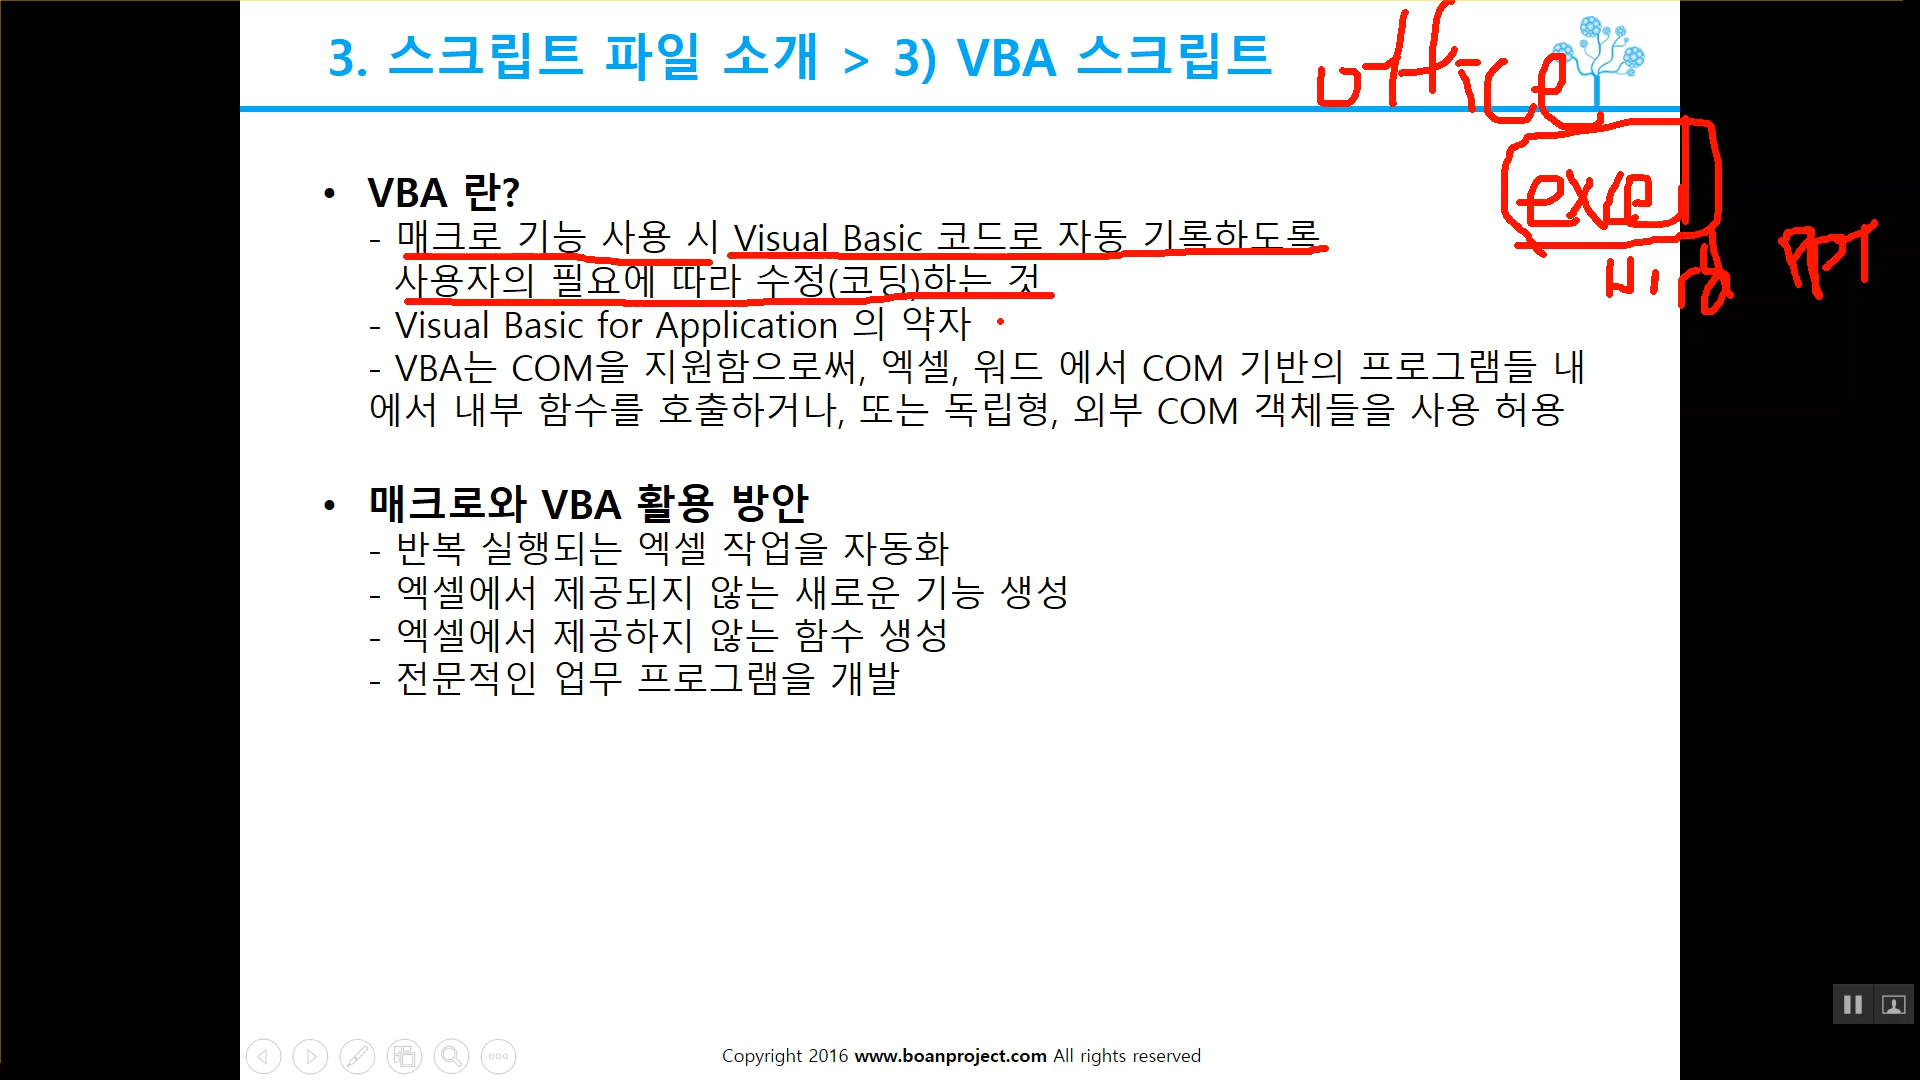 3. 스크립트 파일 소개 > 3) VBA 스크립트
office
excel
word PPT
• VBA 란?
- 매크로 기능 사용 시 Visual Basic 코드로 자동 기록하도록
사용자의 필요에 따라 수정(코딩)하는 것
- Visual Basic for Application 의 약자
- VBA는 COM을 지원함으로써, 엑셀, 워드 에서 COM 기반의 프로그램들 내
에서 내부 함수를 호출하거나, 또는 독립형, 외부 COM 객체들을 사용 허용
• 매크로와 VBA 활용 방안
- 반복 실행되는 엑셀 작업을 자동화
- 엑셀에서 제공되지 않는 새로운 기능 생성
- 엑셀에서 제공하지 않는 함수 생성
- 전문적인 업무 프로그램을 개발
Copyright 2016 www.boanproject.com All rights reserved